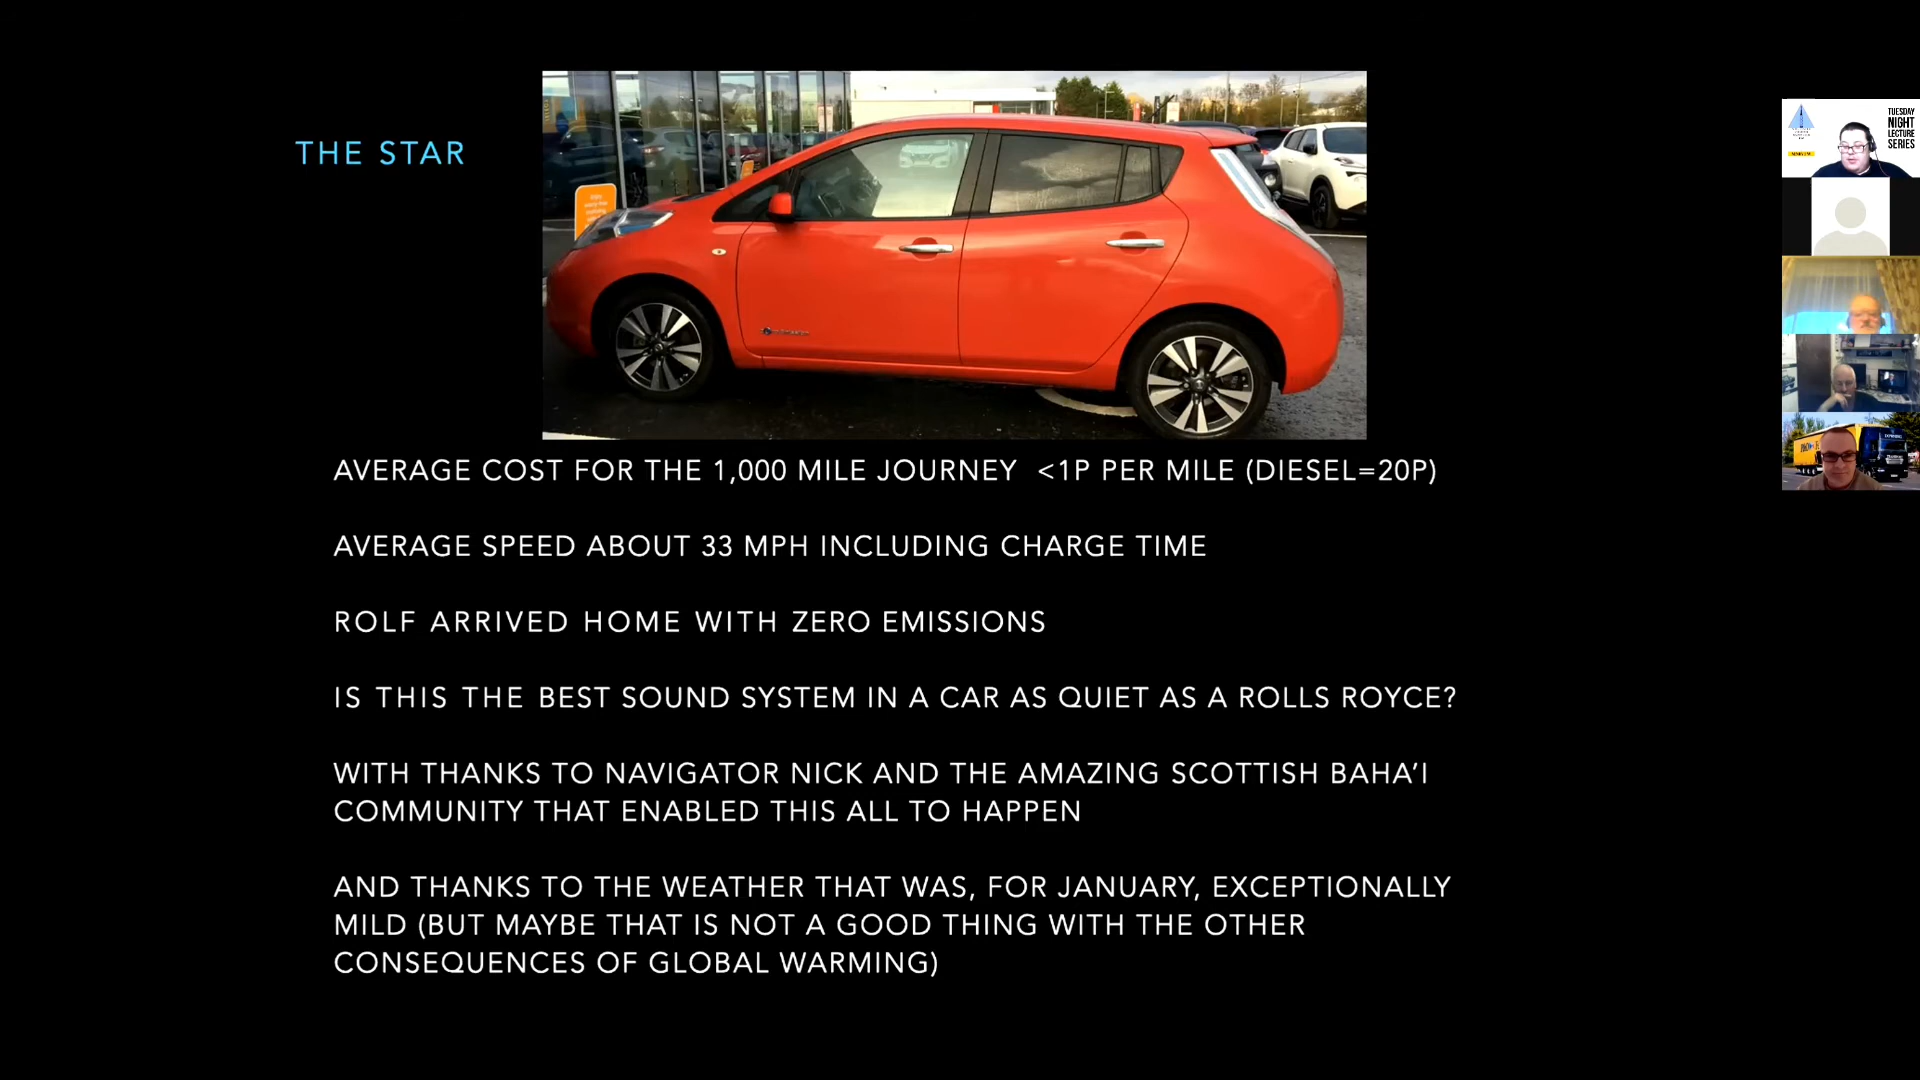 THE STAR
AVERAGE COST FOR THE 1,000 MILE JOURNEY <1P PER MILE (DIESEL=20P)
AVERAGE SPEED ABOUT 33 MPH INCLUDING CHARGE TIME
ROLF ARRIVED HOME WITH ZERO EMISSIONS
IS THIS THE BEST SOUND SYSTEM IN A CAR AS QUIET AS A ROLLS ROYCE?
WITH THANKS TO NAVIGATOR NICK AND THE AMAZING SCOTTISH BAHA'I
COMMUNITY THAT ENABLED THIS ALL TO HAPPEN
AND THANKS TO THE WEATHER THAT WAS, FOR JANUARY, EXCEPTIONALLY
MILD (BUT MAYBE THAT IS NOT A GOOD THING WITH THE OTHER
CONSEQUENCES OF GLOBAL WARMING)
TUESDAY
NIGHT
LECTURE
SERIES